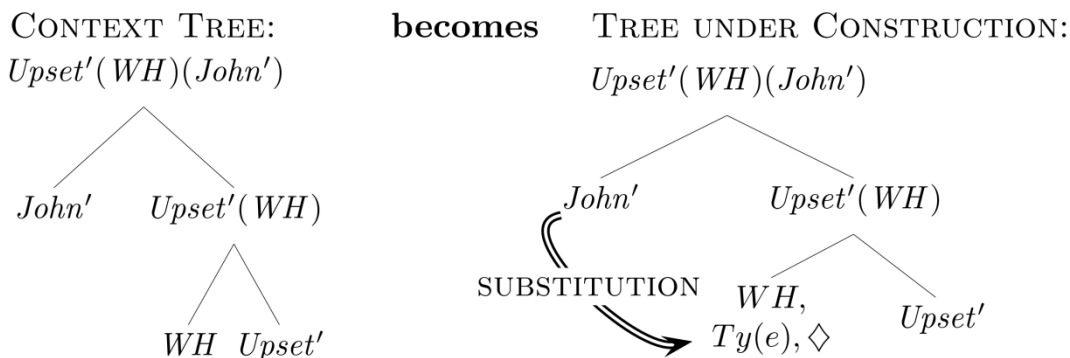 CONTEXT TREE: becomes TREE UNDER CONSTRUCTION:
Upset′(WH)(John′) Upset′(WH)(John′)
John′ Upset′(WH) John′ Upset′(WH)
SUBSTITUTION WH,
WH Upset′ Ty(e), ◇ Upset′